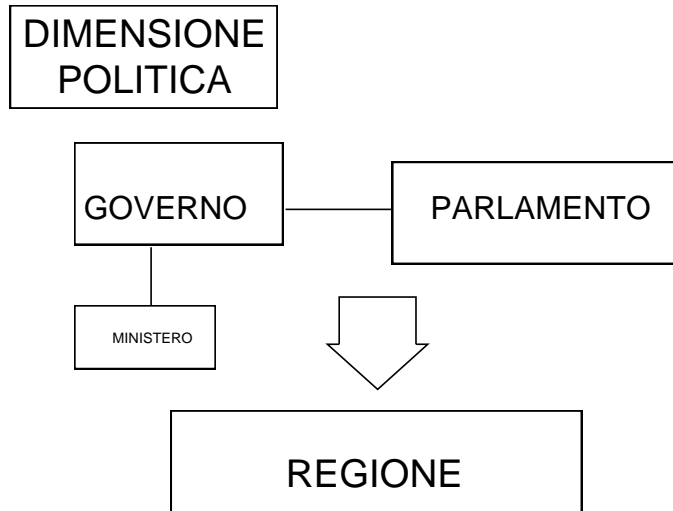 DIMENSIONE
POLITICA
GOVERNO
PARLAMENTO
MINISTERO
REGIONE